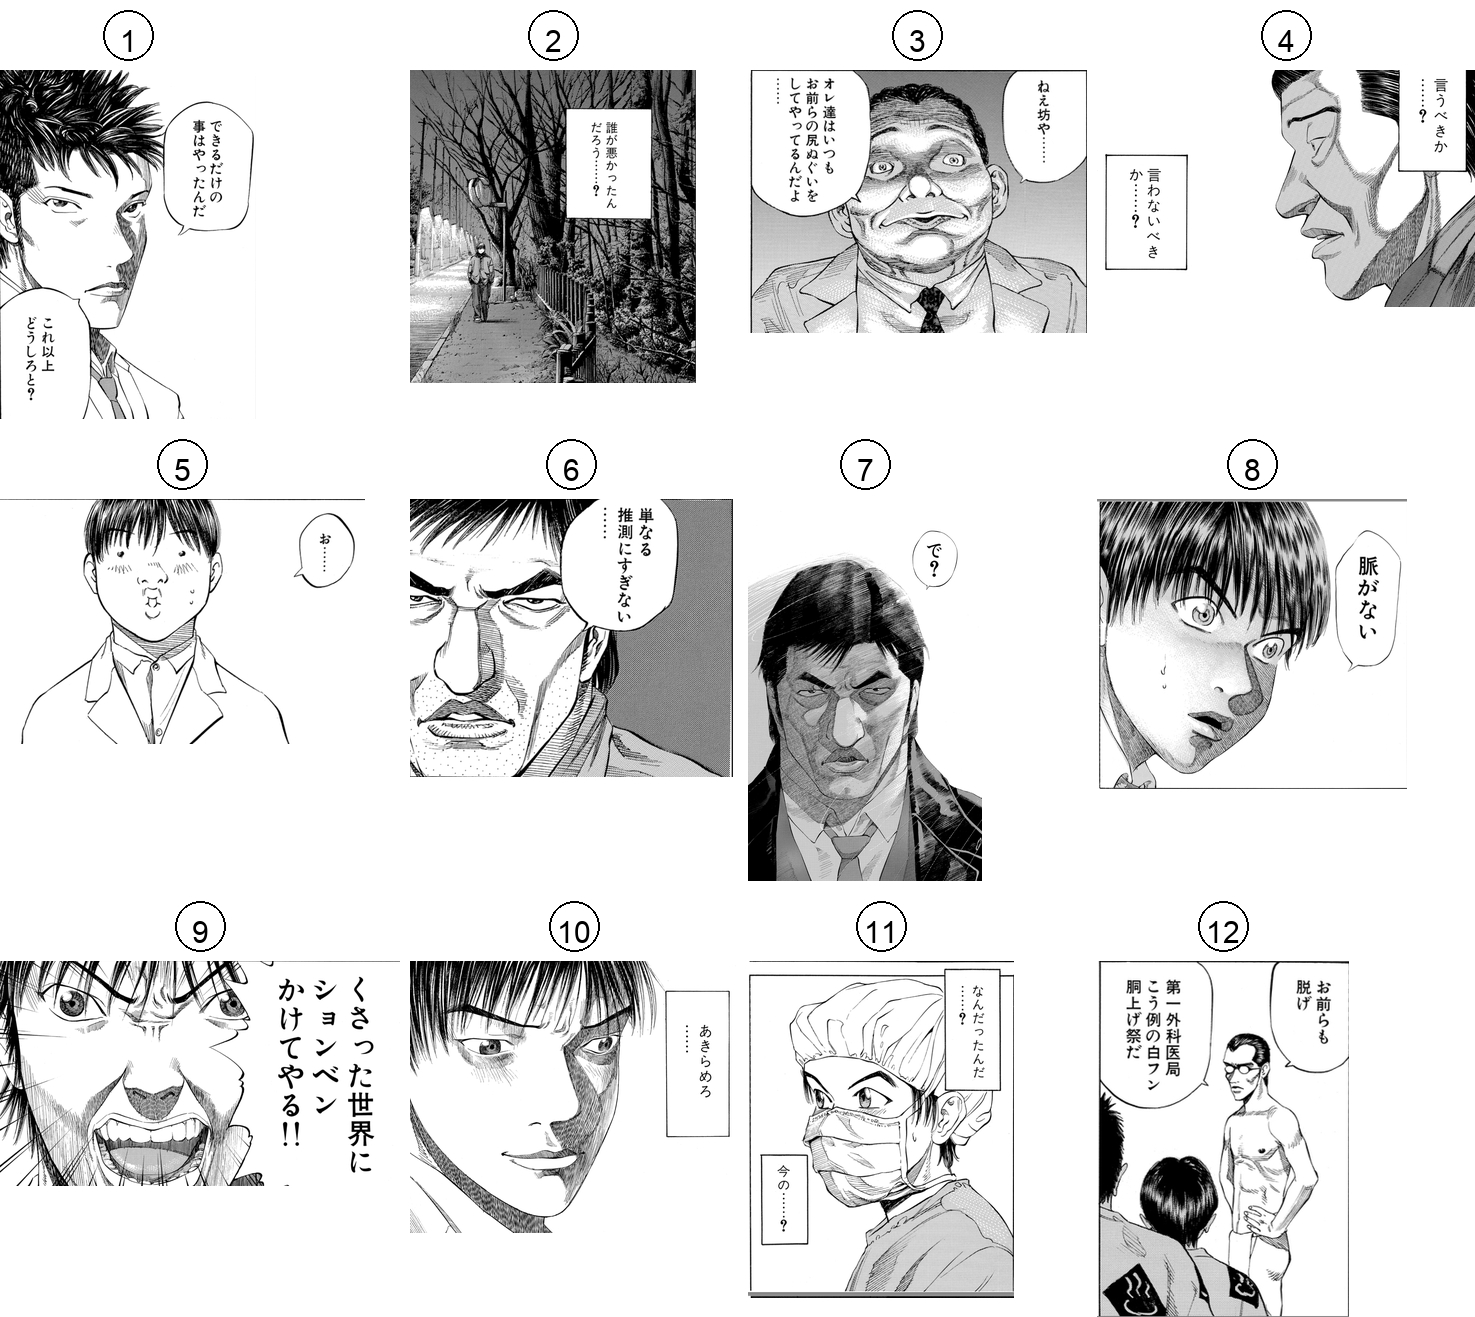 1
できるだけの
事はやったんだ
これ以上
どうしろと?
2
誰が悪かったん
だろう……?
3
ねえ坊や……
オレ達はいつも
お前らの尻ぬぐいを
してやってるんだよ
……
4
言うべきか
……?
言わないべき
か……?
5
お……
6
単なる
推測にすぎない
……
7
で?
8
脈がない
9
くさった世界に
ションベン
かけてやる!!
10
あきらめろ
……
11
なんだったんだ
……?
今の……?
12
お前らも
脱げ
第一外科医局
こう例の白フン
胴上げ祭だ